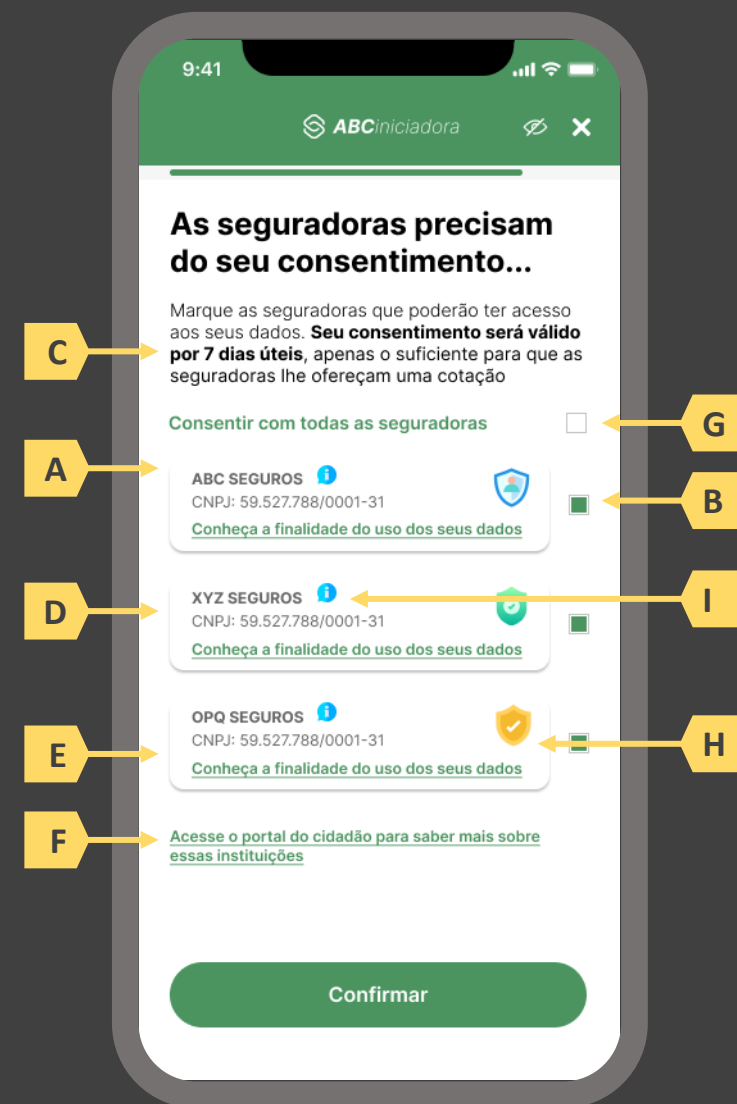 9:41
ABCiniciadora
As seguradoras precisam
do seu consentimento...
Marque as seguradoras que poderão ter acesso
aos seus dados. Seu consentimento será válido
por 7 dias úteis, apenas o suficiente para que as
seguradoras lhe ofereçam uma cotação
C
Consentir com todas as seguradoras
G
A
ABC SEGUROS
CNPJ: 59.527.788/0001-31
Conheça a finalidade do uso dos seus dados
B
D
XYZ SEGUROS
CNPJ: 59.527.788/0001-31
Conheça a finalidade do uso dos seus dados
I
E
OPQ SEGUROS
CNPJ: 59.527.788/0001-31
Conheça a finalidade do uso dos seus dados
H
F
Acesse o portal do cidadão para saber mais sobre
essas instituições
Confirmar